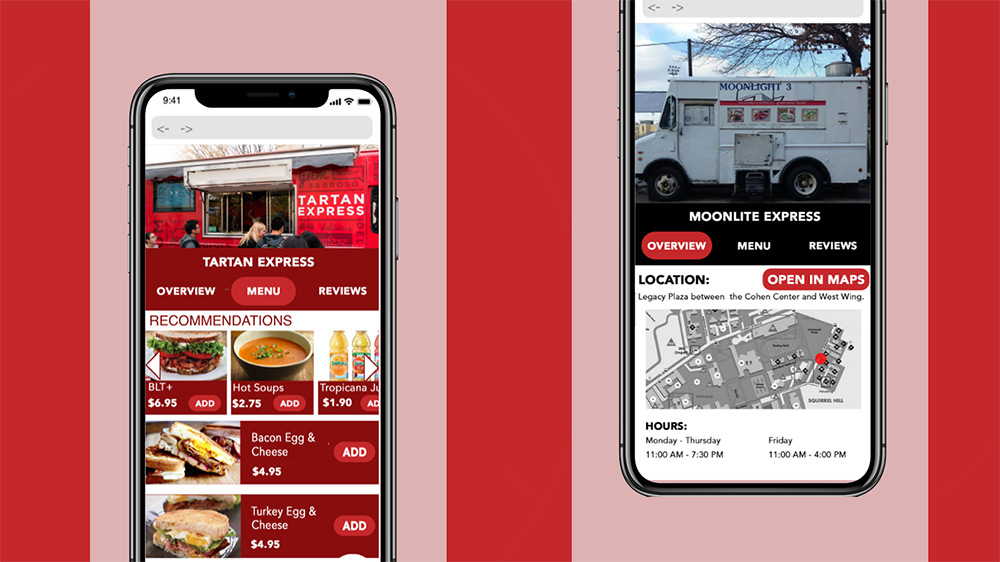 9:41
<- ->
TARTAN
EXPRESS
TARTAN EXPRESS
OVERVIEW MENU REVIEWS
RECOMMENDATIONS
BLT+
$6.95 ADD
Hot Soups
$2.75 ADD
Tropicana Ju
$1.90 AD
Bacon Egg &
Cheese
$4.95
ADD
Turkey Egg &
Cheese
$4.95
ADD
<- ->
MOONLIGHT 3
MOONLITE EXPRESS
OVERVIEW MENU REVIEWS
LOCATION: OPEN IN MAPS
Legacy Plaza between the Cohen Center and West Wing.
SQUIRREL HILL
HOURS:
Monday - Thursday Friday
11:00 AM - 7:30 PM 11:00 AM - 4:00 PM